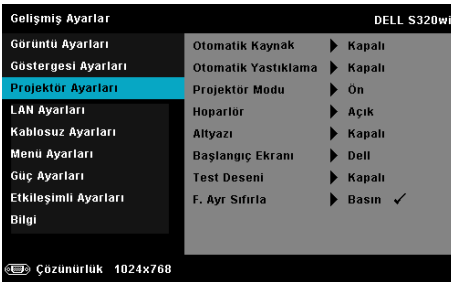 Gelişmiş Ayarlar DELL S320wi
Görüntü Ayarları
Göstergesi Ayarları
Projektör Ayarları
LAN Ayarları
Kablosuz Ayarları
Menü Ayarları
Güç Ayarları
Etkileşimli Ayarları
Bilgi
Otomatik Kaynak Kapalı
Otomatik Yastıklama Kapalı
Projektör Modu Ön
Hoparlör Açık
Altyazı Kapalı
Başlangıç Ekranı Dell
Test Deseni Kapalı
F. Ayr Sıfırla Basın ✓
Çözünürlük 1024x768